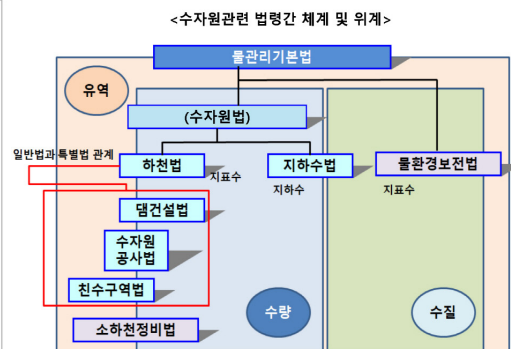 <수자원관련 법령간 체계 및 위계>
물관리기본법
유역
(수자원법)
일반법과 특별법 관계
하천법
지하수법
물환경보전법
지표수
지하수
지표수
댐건설법
수자원
공사법
친수구역법
수량
수질
소하천정비법